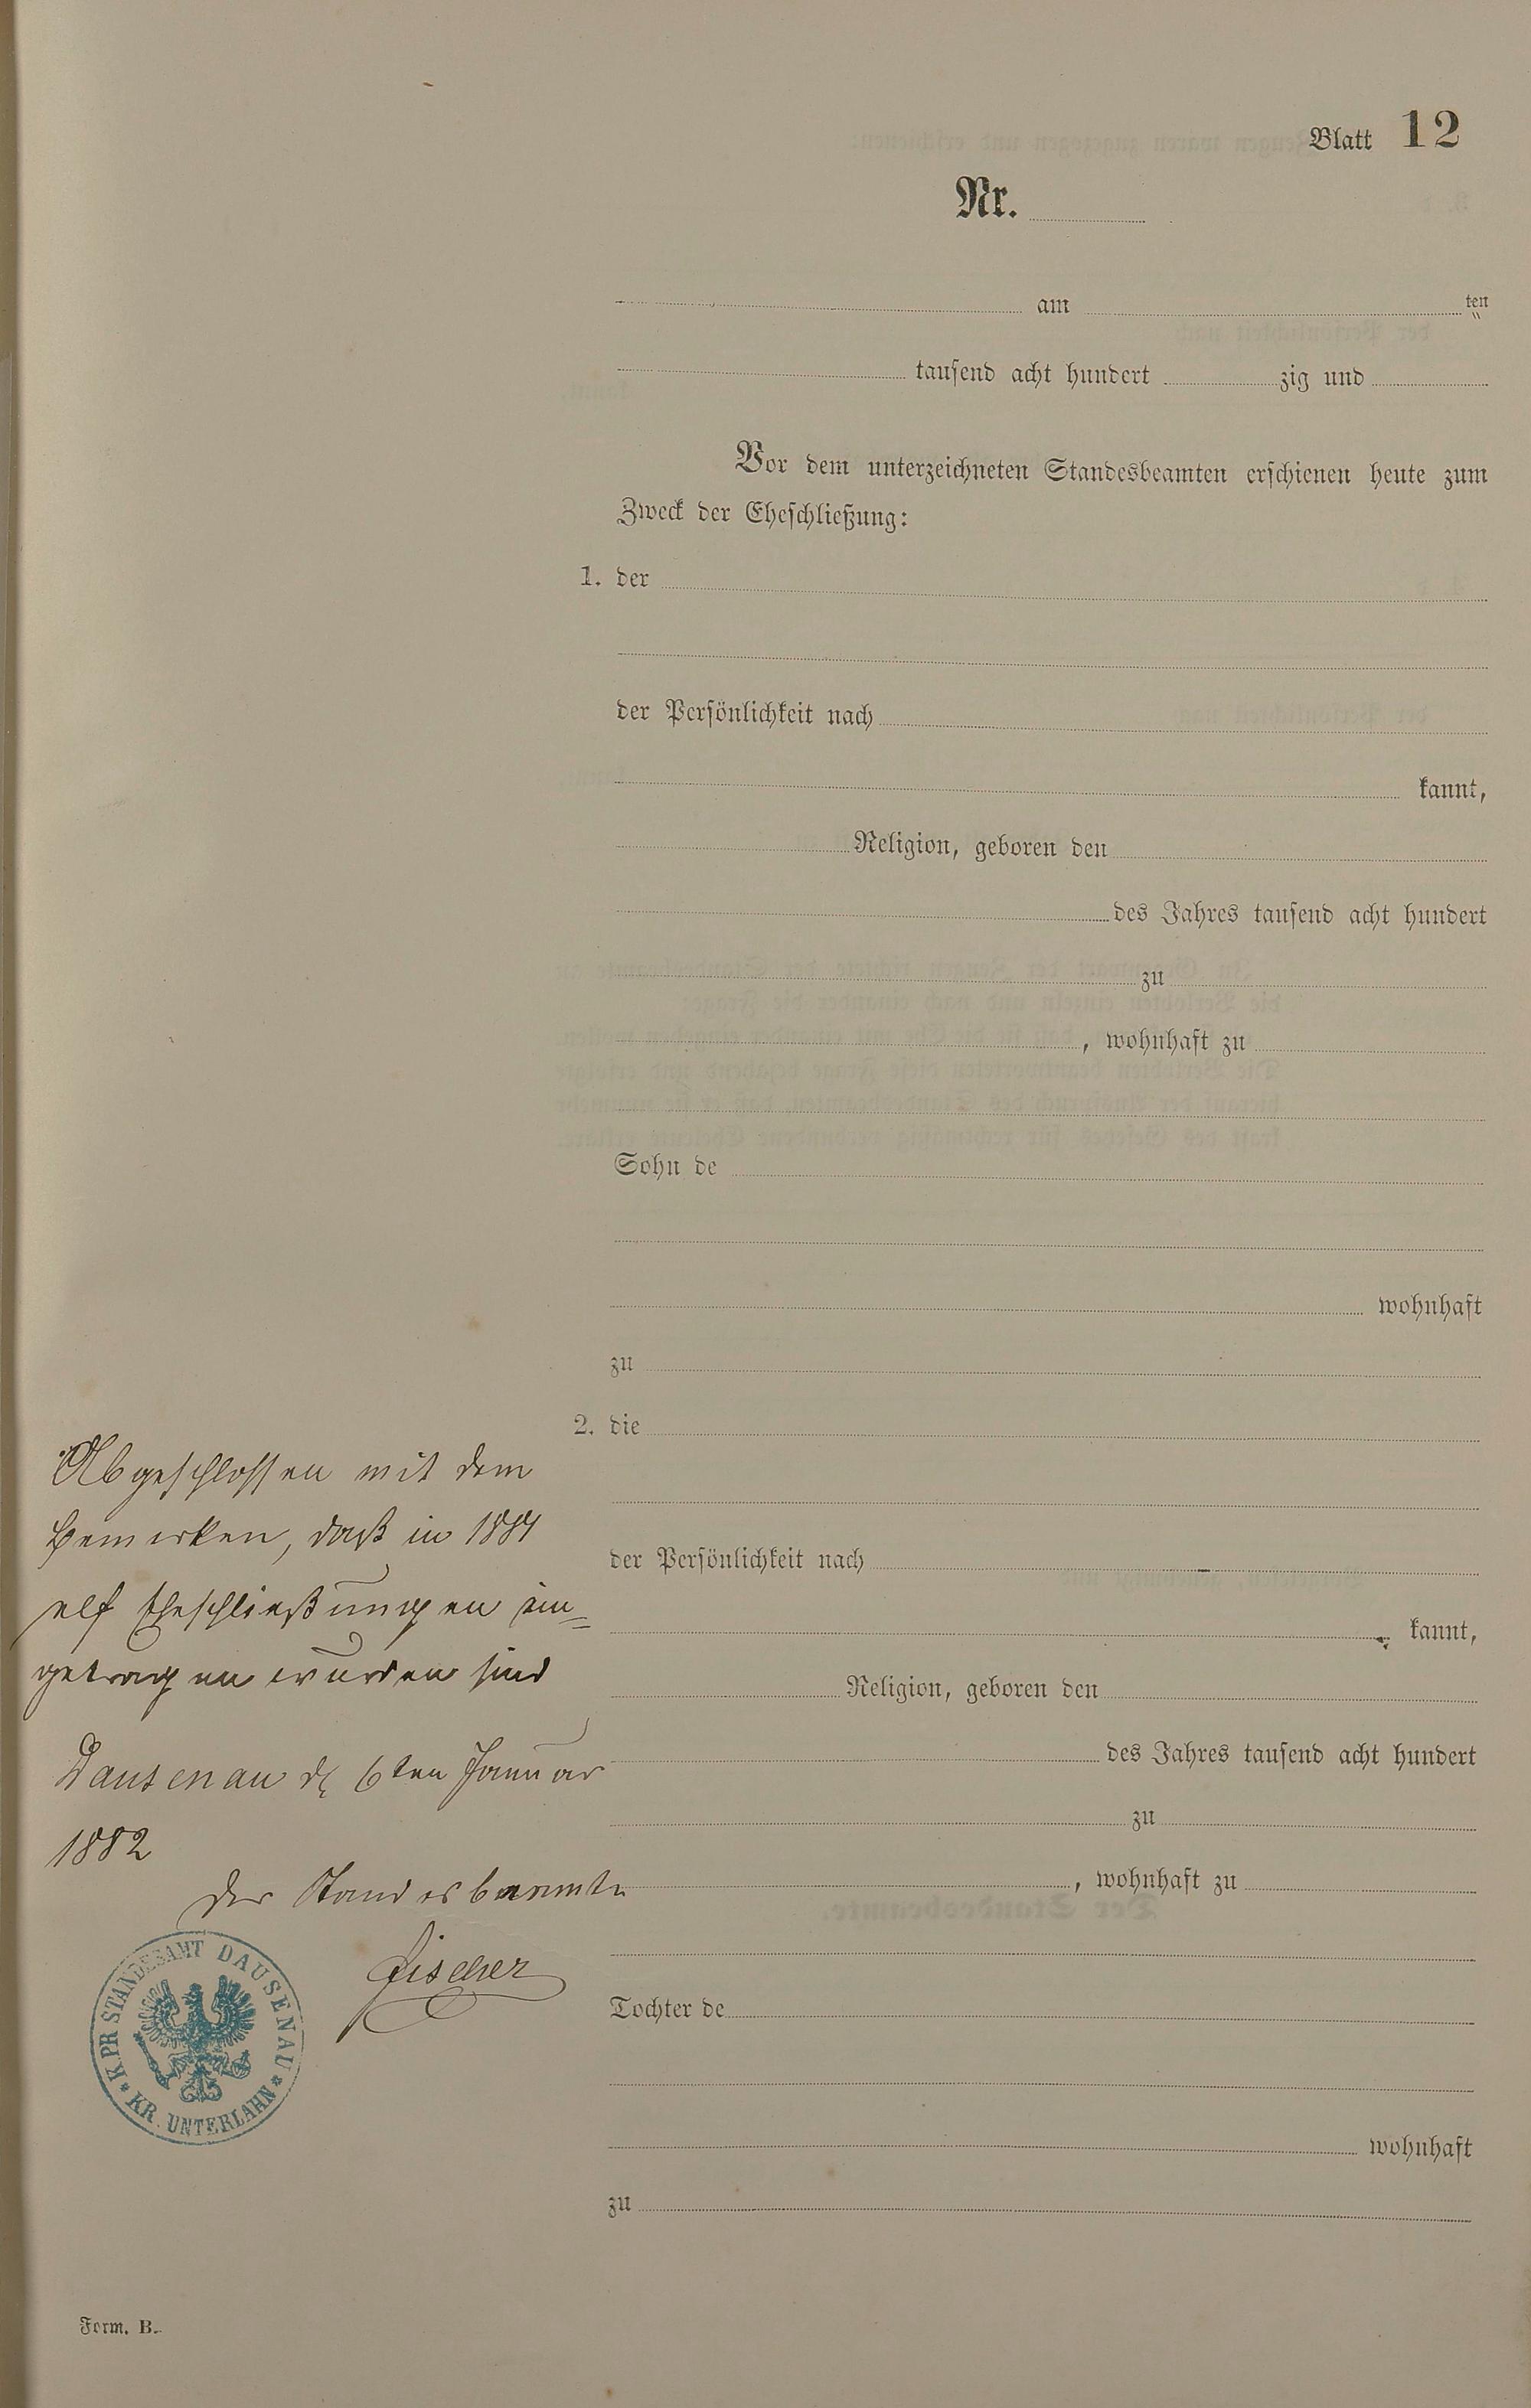 Blatt 12
Nr.
am ten
tausend acht hundert zig und
Vor dem unterzeichneten Standesbeamten erschienen heute zum
Zweck der Eheschließung:
1. der
der Persönlichkeit nach
kannt,
Religion, geboren den
des Jahres tausend acht hundert
zu
, wohnhaft zu
Sohn de
wohnhaft
zu
2. die
der Persönlichkeit nach
kannt,
Religion, geboren den
des Jahres tausend acht hundert
zu
, wohnhaft zu
Tochter de
wohnhaft
zu
Abgeschlossen mit dem
Bemerken, daß in
elf Eheschließungen ein=
getragen wurden sind
Dausenau d 6ten Januar
1882
Der Standesbeamte
Fischer
K. PR STANDESAMT DAUSENAU
* KR. UNTERLAHN *
Form. B.